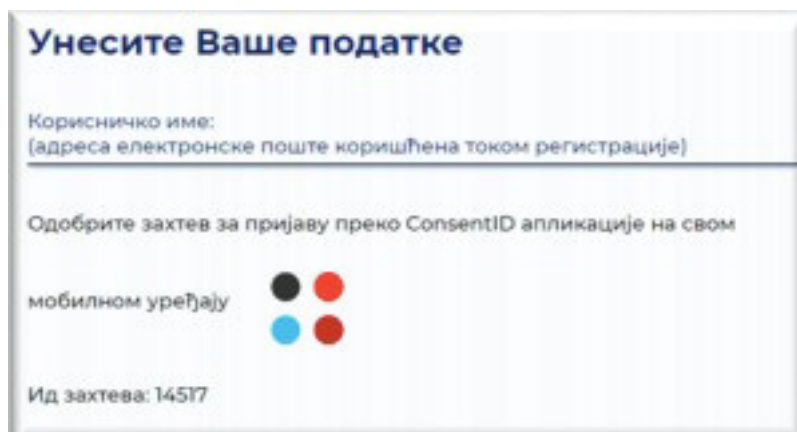 Унесите Ваше податке
Корисничко име:
(адреса електронске поште коришћена током регистрације)
Одобрите захтев за пријаву преко ConsentID апликације на свом
мобилном уређају
Ид захтева: 14517